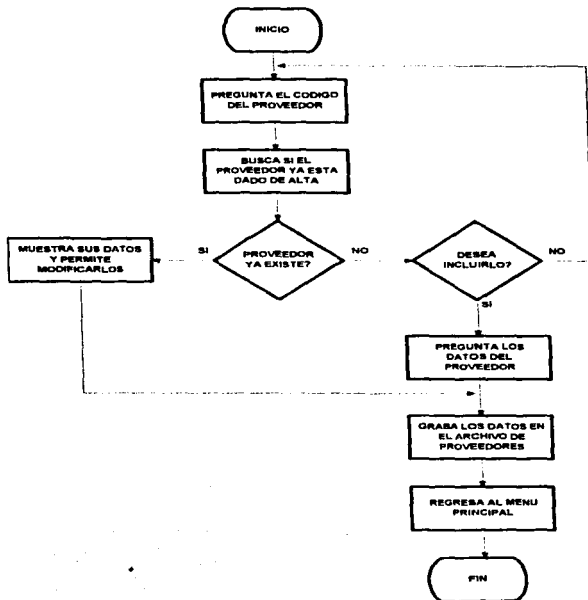 INICIO
PREGUNTA EL CODIGO
DEL PROVEEDOR
BUSCA SI EL
PROVEEDOR YA ESTA
DADO DE ALTA
MUESTRA SUS DATOS
Y PERMITE
MODIFICARLOS
SI
PROVEEDOR
YA EXISTE?
NO
DESEA
INCLUIRLO?
NO
SI
PREGUNTA LOS
DATOS DEL
PROVEEDOR
GRABA LOS DATOS EN
EL ARCHIVO DE
PROVEEDORES
REGRESA AL MENU
PRINCIPAL
FIN